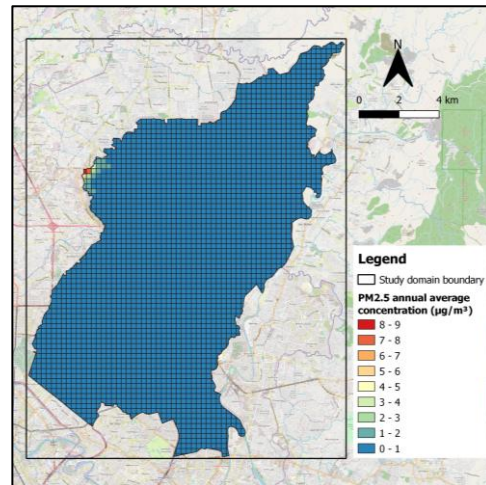 N
0 2 4 km
Legend
Study domain boundary
PM2.5 annual average
concentration (µg/m³)
8 - 9
7 - 8
6 - 7
5 - 6
4 - 5
3 - 4
2 - 3
1 - 2
0 - 1